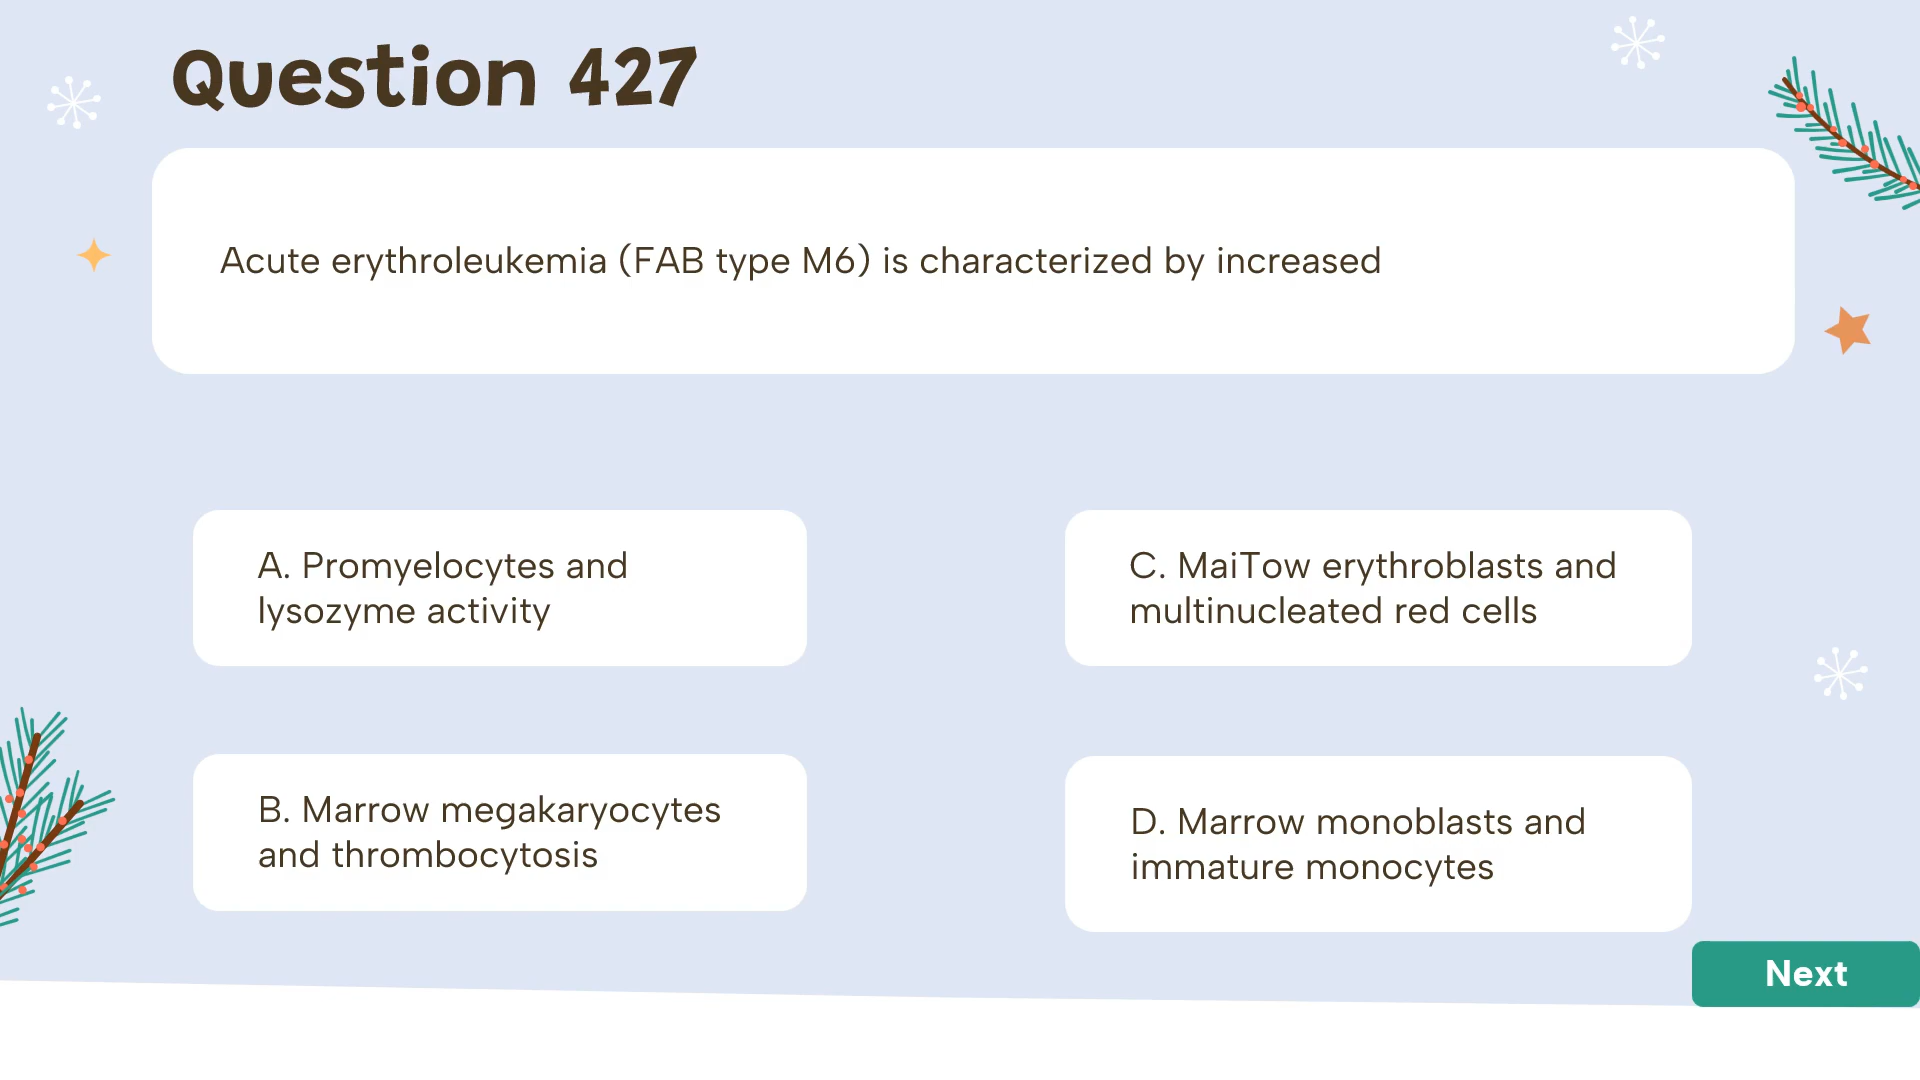 Question 427
Acute erythroleukemia (FAB type M6) is characterized by increased
A. Promyelocytes and
lysozyme activity
B. Marrow megakaryocytes
and thrombocytosis
C. MaiTow erythroblasts and
multinucleated red cells
D. Marrow monoblasts and
immature monocytes
Next